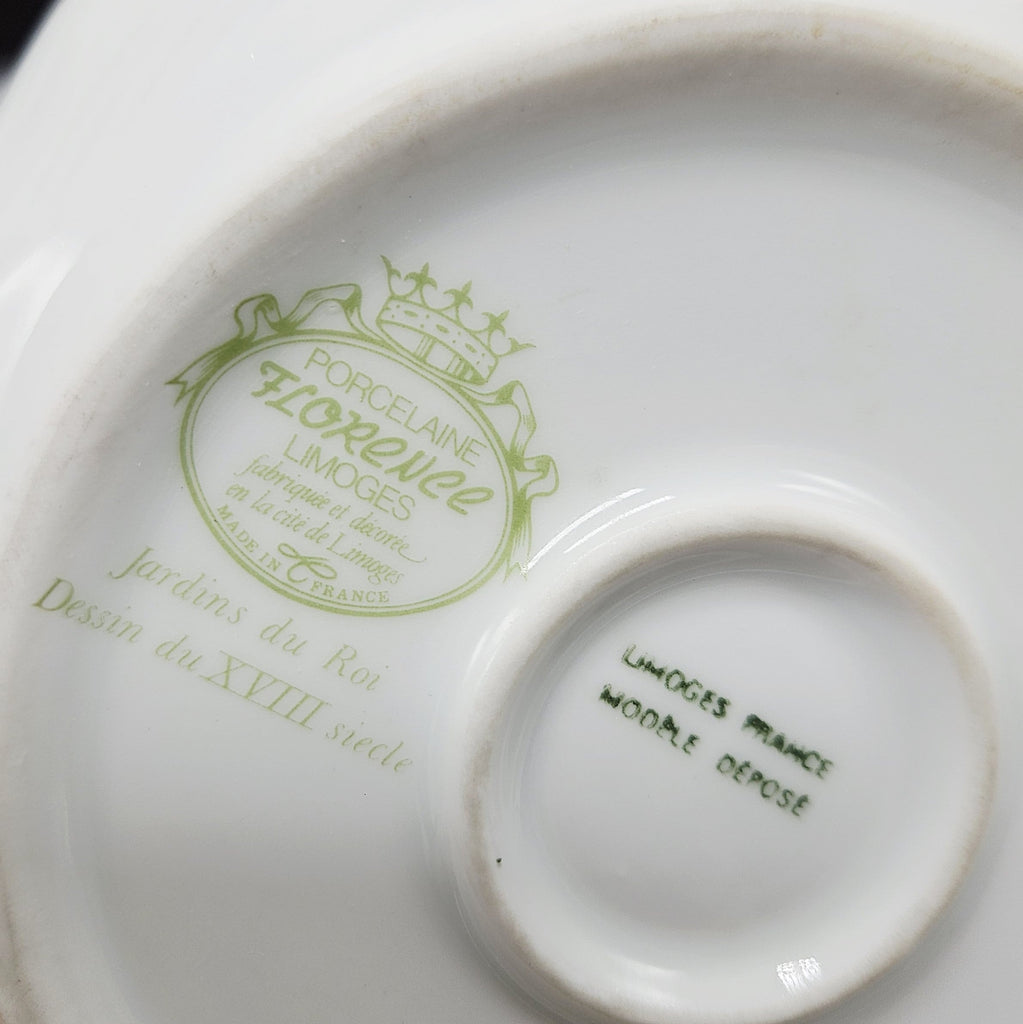 PORCELAINE
FLORENCE
LIMOGES
fabriquée et décorée
en la cité de Limoges
MADE IN FRANCE
Jardins du Roi
Dessin du XVIII siecle
LIMOGES FRANCE
MODÈLE DÉPOSÉ